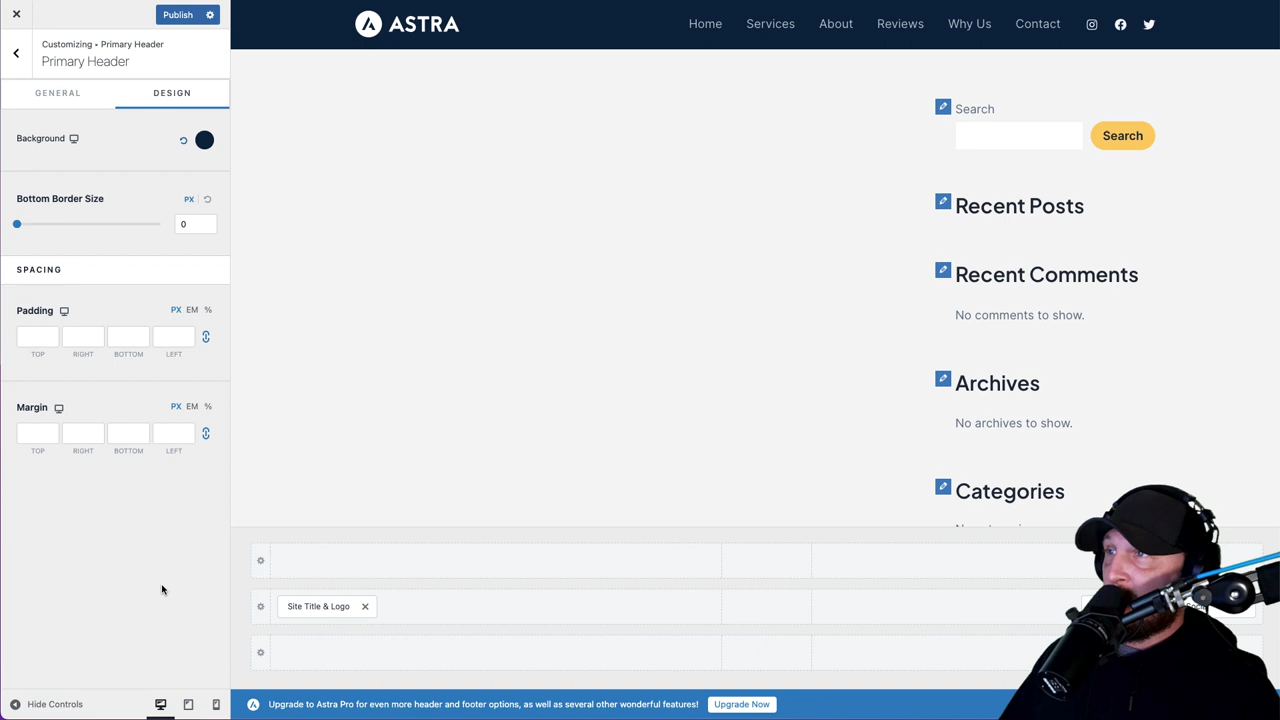 Publish
Customizing • Primary Header
Primary Header
GENERAL
DESIGN
Background
Bottom Border Size
PX
0
SPACING
Padding
PX EM %
TOP RIGHT BOTTOM LEFT
Margin
PX EM %
TOP RIGHT BOTTOM LEFT
Hide Controls
ASTRA
Home Services About Reviews Why Us Contact
Search
Search
Recent Posts
Recent Comments
No comments to show.
Archives
No archives to show.
Categories
Site Title & Logo
Upgrade to Astra Pro for even more header and footer options, as well as several other wonderful features!
Upgrade Now